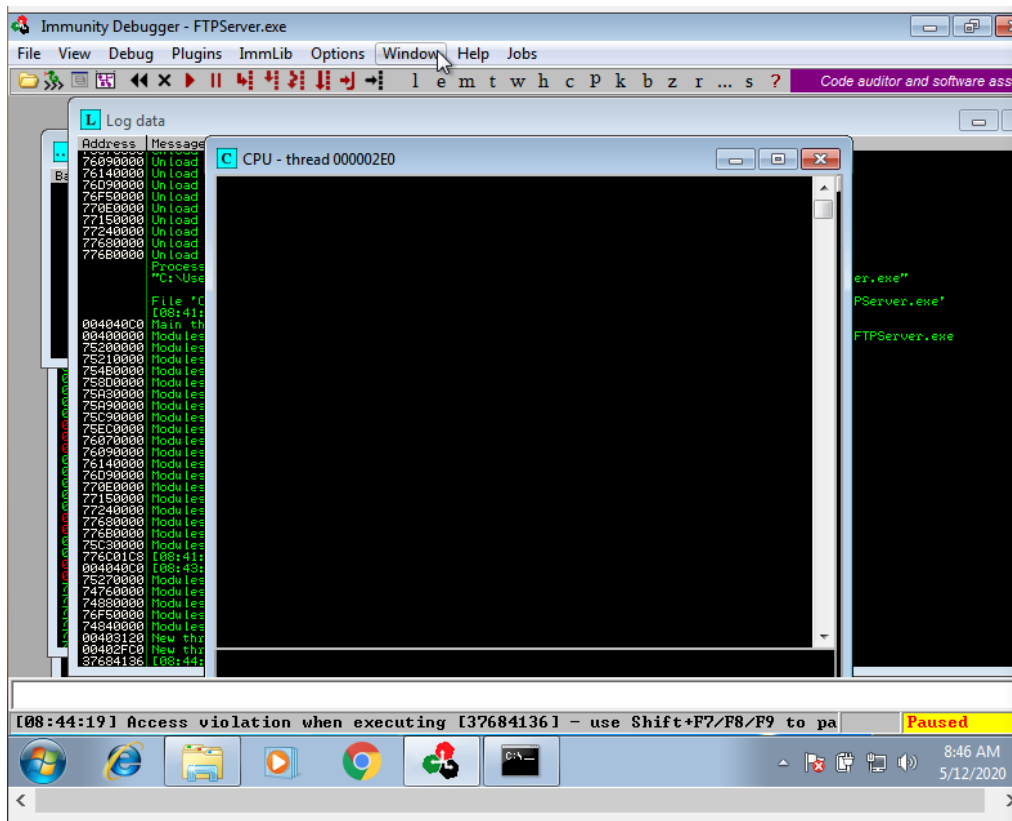 Immunity Debugger - FTPServer.exe
File View Debug Plugins ImmLib Options Window Help Jobs
l e m t w h c P k b z r ... s ? Code auditor and software ass
L Log data
Address Message
76090000 Unload
76140000 Unload
76D90000 Unload
76F50000 Unload
770E0000 Unload
77150000 Unload
77240000 Unload
77680000 Unload
776B0000 Unload
Process
"C:\Use er.exe"
File 'C PServer.exe'
[08:41:
004040C0 Main th
00400000 Modules FTPServer.exe
75200000 Modules
75210000 Modules
754B0000 Modules
758D0000 Modules
75A30000 Modules
75A90000 Modules
75C90000 Modules
75EC0000 Modules
76070000 Modules
76090000 Modules
76140000 Modules
76D90000 Modules
770E0000 Modules
77150000 Modules
77240000 Modules
77680000 Modules
776B0000 Modules
75C30000 Modules
776C01C8 [08:41:
004040C0 [08:43:
75270000 Modules
74760000 Modules
74880000 Modules
76F50000 Modules
74840000 Modules
00403120 New thr
00402FC0 New thr
37684136 [08:44:
C CPU - thread 000002E0
[08:44:19] Access violation when executing [37684136] - use Shift+F7/F8/F9 to pa Paused
C:\_
8:46 AM
5/12/2020